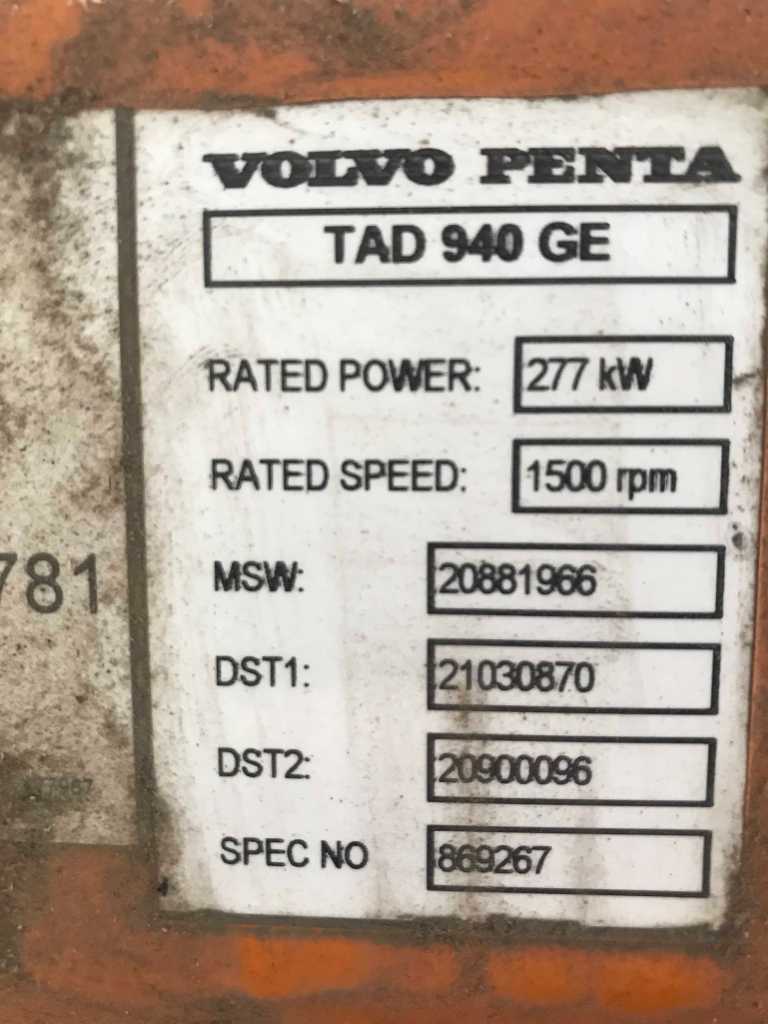 VOLVO PENTA
TAD 940 GE
RATED POWER: 277 kW
RATED SPEED: 1500 rpm
MSW: 20881966
DST1: 21030870
DST2: 20900096
SPEC NO 869267
781